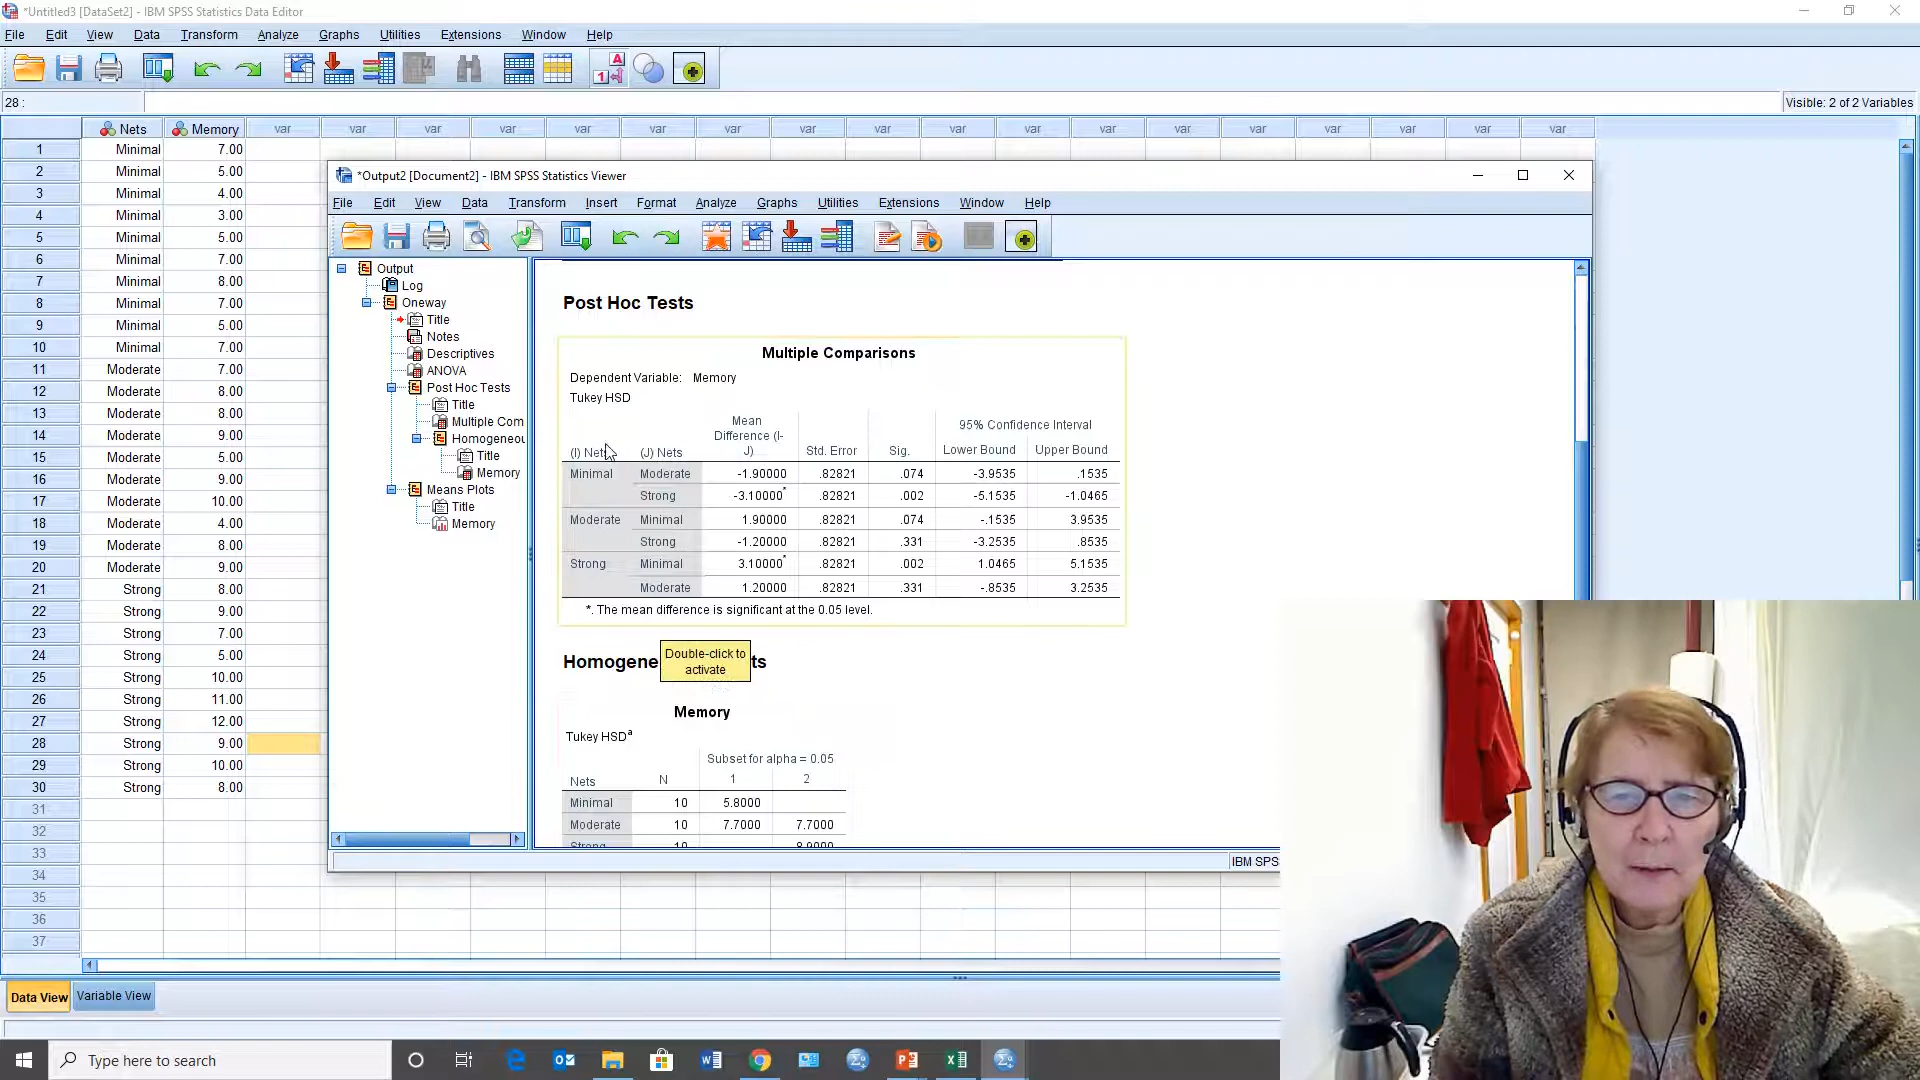 *Untitled3 [DataSet2] - IBM SPSS Statistics Data Editor
File Edit View Data Transform Analyze Graphs Utilities Extensions Window Help
28 :
Visible: 2 of 2 Variables
Nets Memory var var var var var var var var var var var var var var var var var
1 Minimal 7.00
2 Minimal 5.00
3 Minimal 4.00
4 Minimal 3.00
5 Minimal 5.00
6 Minimal 7.00
7 Minimal 8.00
8 Minimal 7.00
9 Minimal 5.00
10 Minimal 7.00
11 Moderate 7.00
12 Moderate 8.00
13 Moderate 8.00
14 Moderate 9.00
15 Moderate 5.00
16 Moderate 9.00
17 Moderate 10.00
18 Moderate 4.00
19 Moderate 8.00
20 Moderate 9.00
21 Strong 8.00
22 Strong 9.00
23 Strong 7.00
24 Strong 5.00
25 Strong 10.00
26 Strong 11.00
27 Strong 12.00
28 Strong 9.00
29 Strong 10.00
30 Strong 8.00
31
32
33
34
35
36
37
*Output2 [Document2] - IBM SPSS Statistics Viewer
File Edit View Data Transform Insert Format Analyze Graphs Utilities Extensions Window Help
Output
Log
Oneway
Title
Notes
Descriptives
ANOVA
Post Hoc Tests
Title
Multiple Com
Homogeneou
Title
Memory
Means Plots
Title
Memory
Post Hoc Tests
Multiple Comparisons
Dependent Variable: Memory
Tukey HSD
(I) Nets (J) Nets Mean Difference (I-J) Std. Error Sig. 95% Confidence Interval
Lower Bound Upper Bound
Minimal Moderate -1.90000 .82821 .074 -3.9535 .1535
Strong -3.10000* .82821 .002 -5.1535 -1.0465
Moderate Minimal 1.90000 .82821 .074 -.1535 3.9535
Strong -1.20000 .82821 .331 -3.2535 .8535
Strong Minimal 3.10000* .82821 .002 1.0465 5.1535
Moderate 1.20000 .82821 .331 -.8535 3.2535
*. The mean difference is significant at the 0.05 level.
Double-click to
activate
Homogene ts
Memory
Tukey HSDa
Subset for alpha = 0.05
Nets N 1 2
Minimal 10 5.8000
Moderate 10 7.7000 7.7000
Strong 10 8.9000
IBM SPS
Data View Variable View
Type here to search